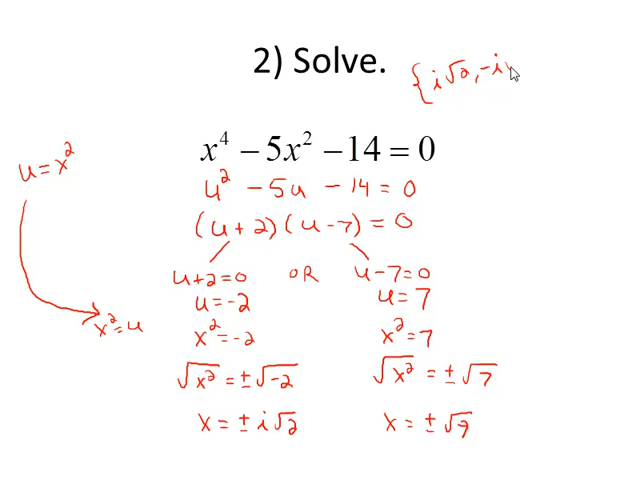 2) Solve.
{i√2, -i
x⁴ − 5x² − 14 = 0
u = x²
u² − 5u − 14 = 0
(u + 2)(u − 7) = 0
u + 2 = 0 OR u − 7 = 0
u = −2 u = 7
x² = u
x² = −2 x² = 7
√x² = ± √−2 √x² = ± √7
x = ± i√2 x = ± √7